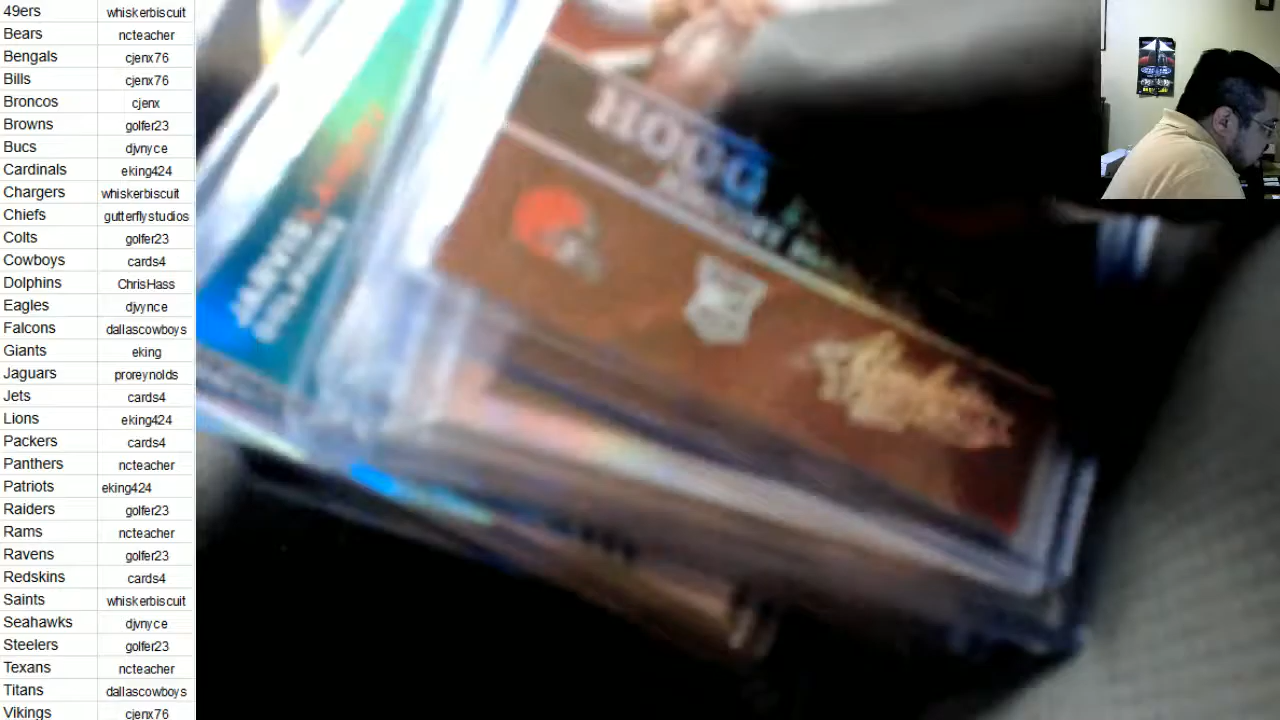 49ers whiskerbiscuit
Bears ncteacher
Bengals cjenx76
Bills cjenx76
Broncos cjenx
Browns golfer23
Bucs djvnyce
Cardinals eking424
Chargers whiskerbiscuit
Chiefs gutterflystudios
Colts golfer23
Cowboys cards4
Dolphins ChrisHass
Eagles djvynce
Falcons dallascowboys
Giants eking
Jaguars proreynolds
Jets cards4
Lions eking424
Packers cards4
Panthers ncteacher
Patriots eking424
Raiders golfer23
Rams ncteacher
Ravens golfer23
Redskins cards4
Saints whiskerbiscuit
Seahawks djvnyce
Steelers golfer23
Texans ncteacher
Titans dallascowboys
Vikings cjenx76
JARVIS LANDRY